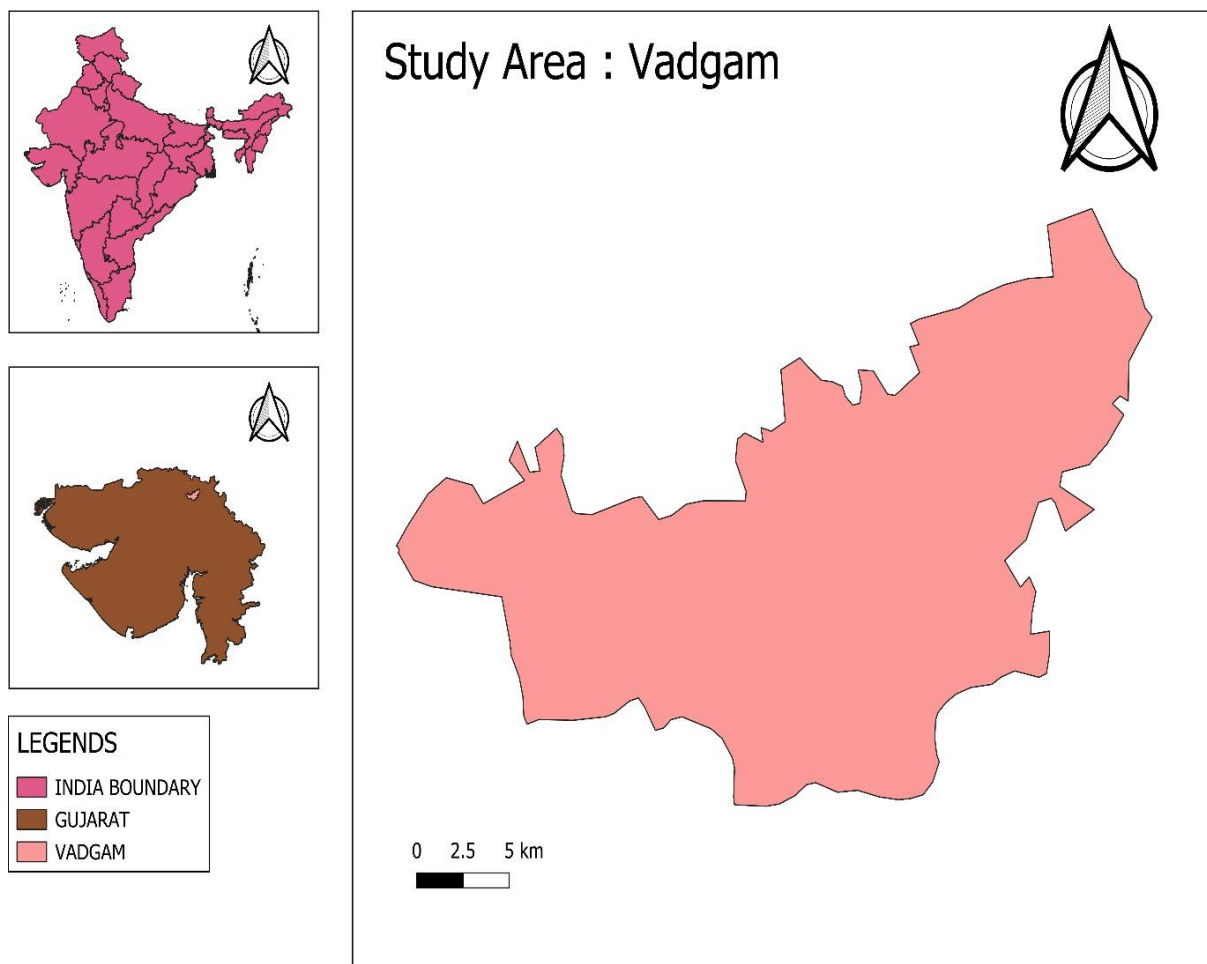 Study Area : Vadgam
LEGENDS
INDIA BOUNDARY
GUJARAT
VADGAM
0 2.5 5 km